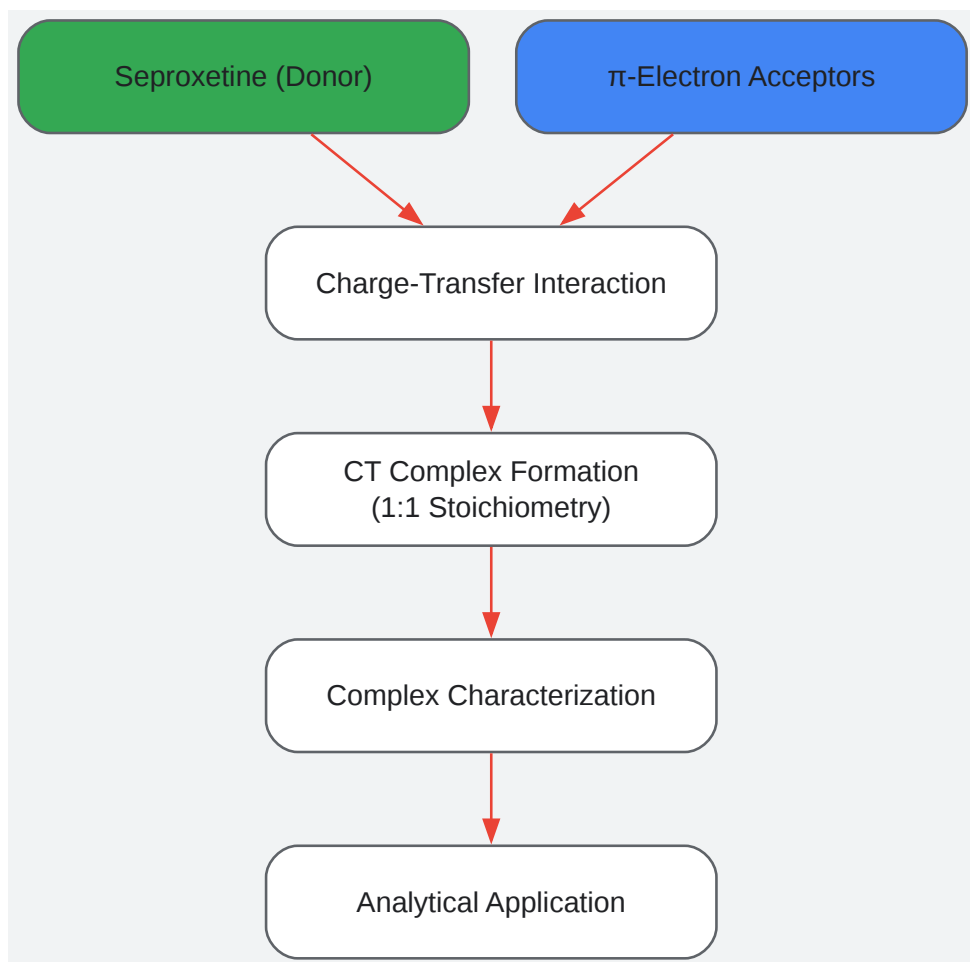 Seproxetine (Donor)
π-Electron Acceptors
Charge-Transfer Interaction
CT Complex Formation
(1:1 Stoichiometry)
Complex Characterization
Analytical Application